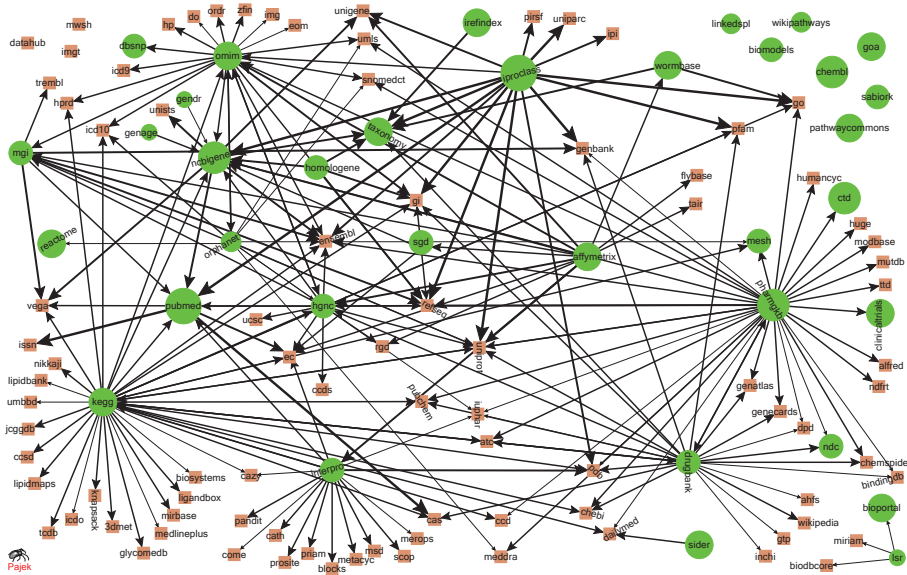 pirsf
uniparc
ipi
unigene
irefindex
linkedspl
wikipathways
goa
biomodels
chembl
sabiork
pathwaycommons
mwsh
datahub
imgt
hp
do
ordr
zfin
img
eom
umls
dbsnp
omim
icd9
snomedct
iproclass
wormbase
go
pfam
trembl
hprd
unists
gendr
genage
icd10
mgi
ncbigene
taxonomy
homologene
genbank
gi
flybase
tair
humancyc
ctd
huge
modbase
mutdb
ttd
reactome
orphanet
ensembl
sgd
affymetrix
mesh
pharmgkb
clinicaltrials
vega
pubmed
hgnc
refseq
issn
ucsc
ec
rgd
uniprot
alfred
ndfrt
nikkaji
lipidbank
umbbd
kegg
ccds
pubchem
iuphar
genatlas
genecards
dpd
ndc
jcggdb
ccsd
lipidmaps
atc
chemspider
bindingdb
biosystems
ligandbox
mirbase
medlineplus
glycomedb
3dmet
knapsack
icdo
tcdb
cazy
interpro
pdb
drugbank
pandit
come
cath
prosite
priam
blocks
metacyc
msd
scop
merops
cas
meddra
ccd
chebi
dailymed
sider
ahfs
wikipedia
gtp
inchi
bioportal
miriam
biodbcore
lsr
Pajek